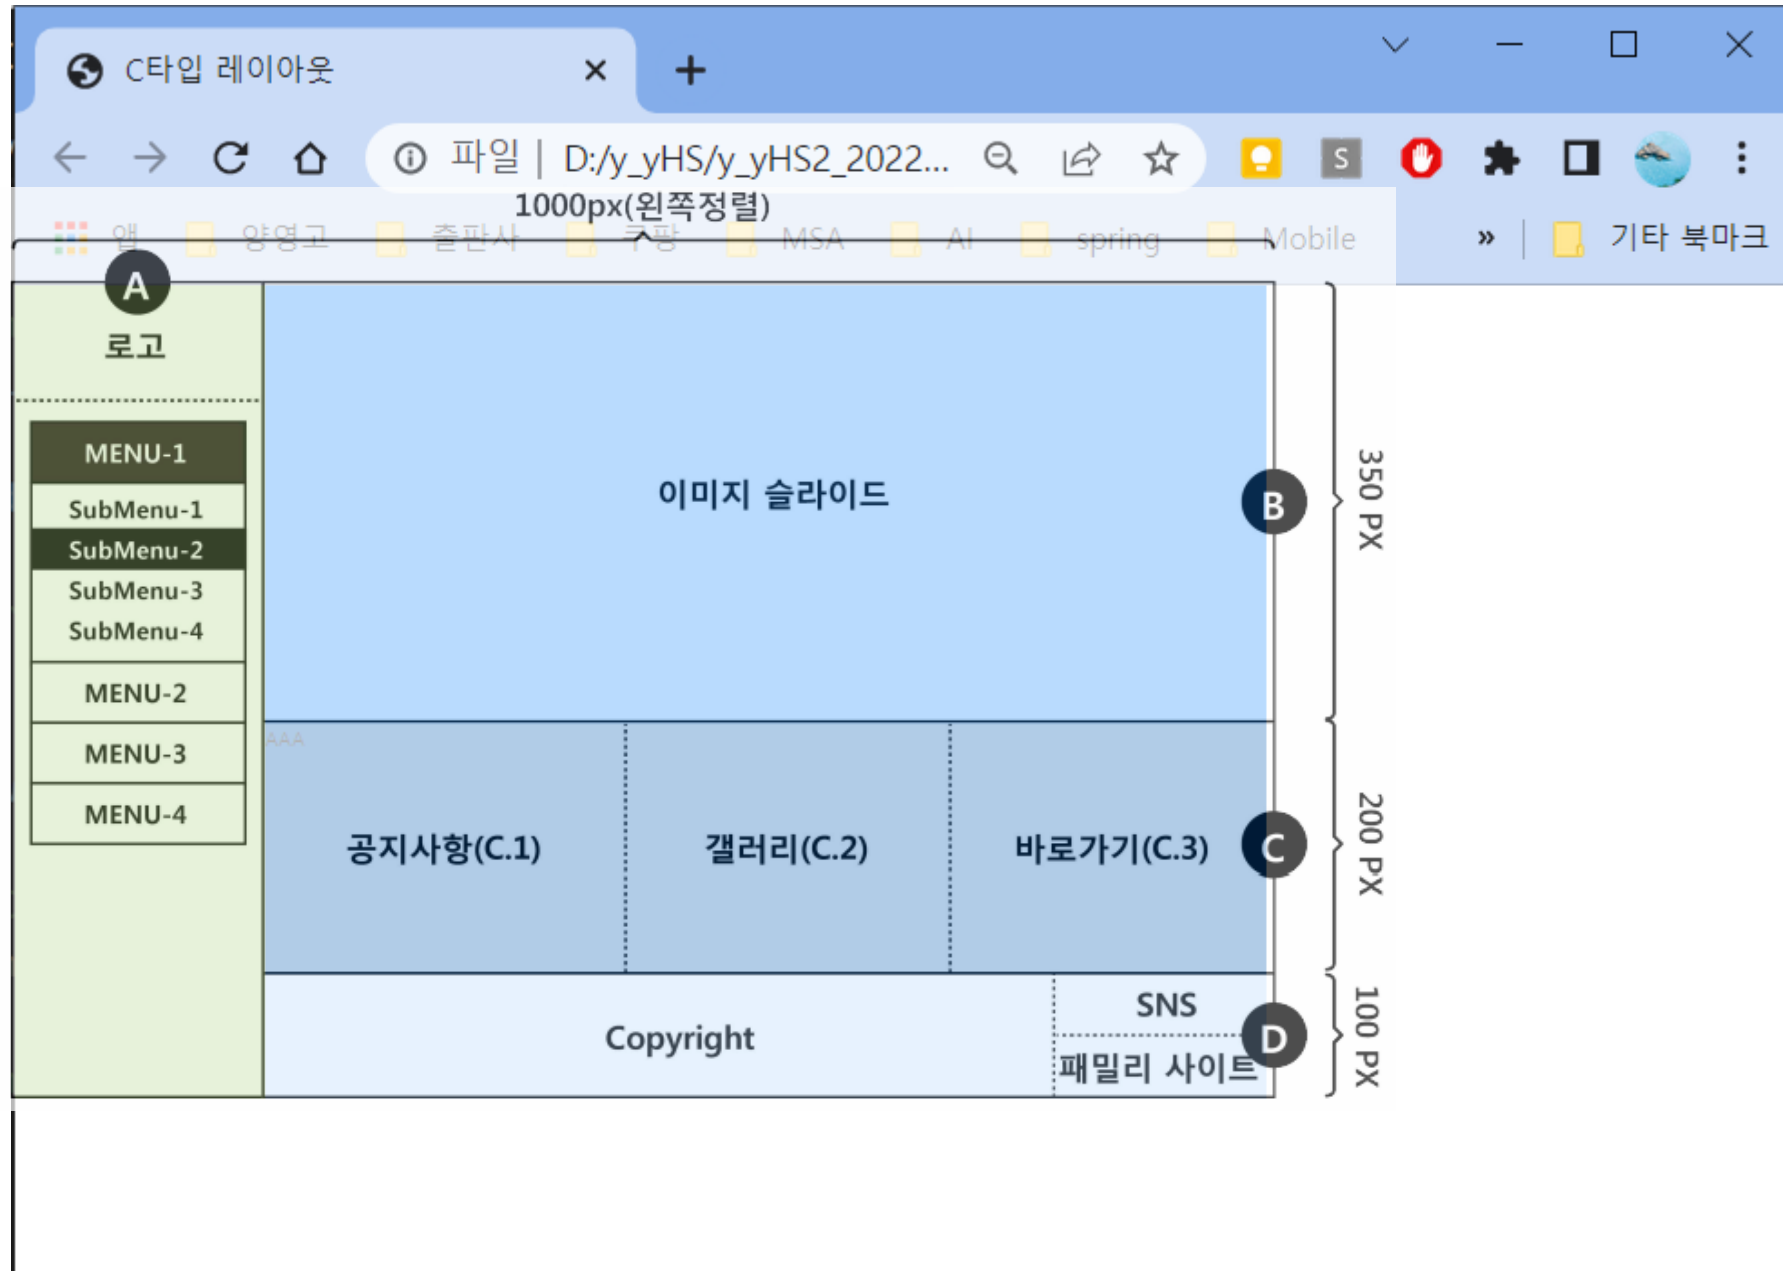 C타입 레이아웃
파일 | D:/y_yHS/y_yHS2_2022...
S
1000px(왼쪽정렬)
앱 양영고 출판사 쿠팡 MSA AI spring Mobile » 기타 북마크
A
로고
MENU-1
SubMenu-1
SubMenu-2
SubMenu-3
SubMenu-4
MENU-2
MENU-3
MENU-4
이미지 슬라이드
B
350 PX
AAA
공지사항(C.1)
갤러리(C.2)
바로가기(C.3)
C
200 PX
Copyright
SNS
패밀리 사이트
D
100 PX